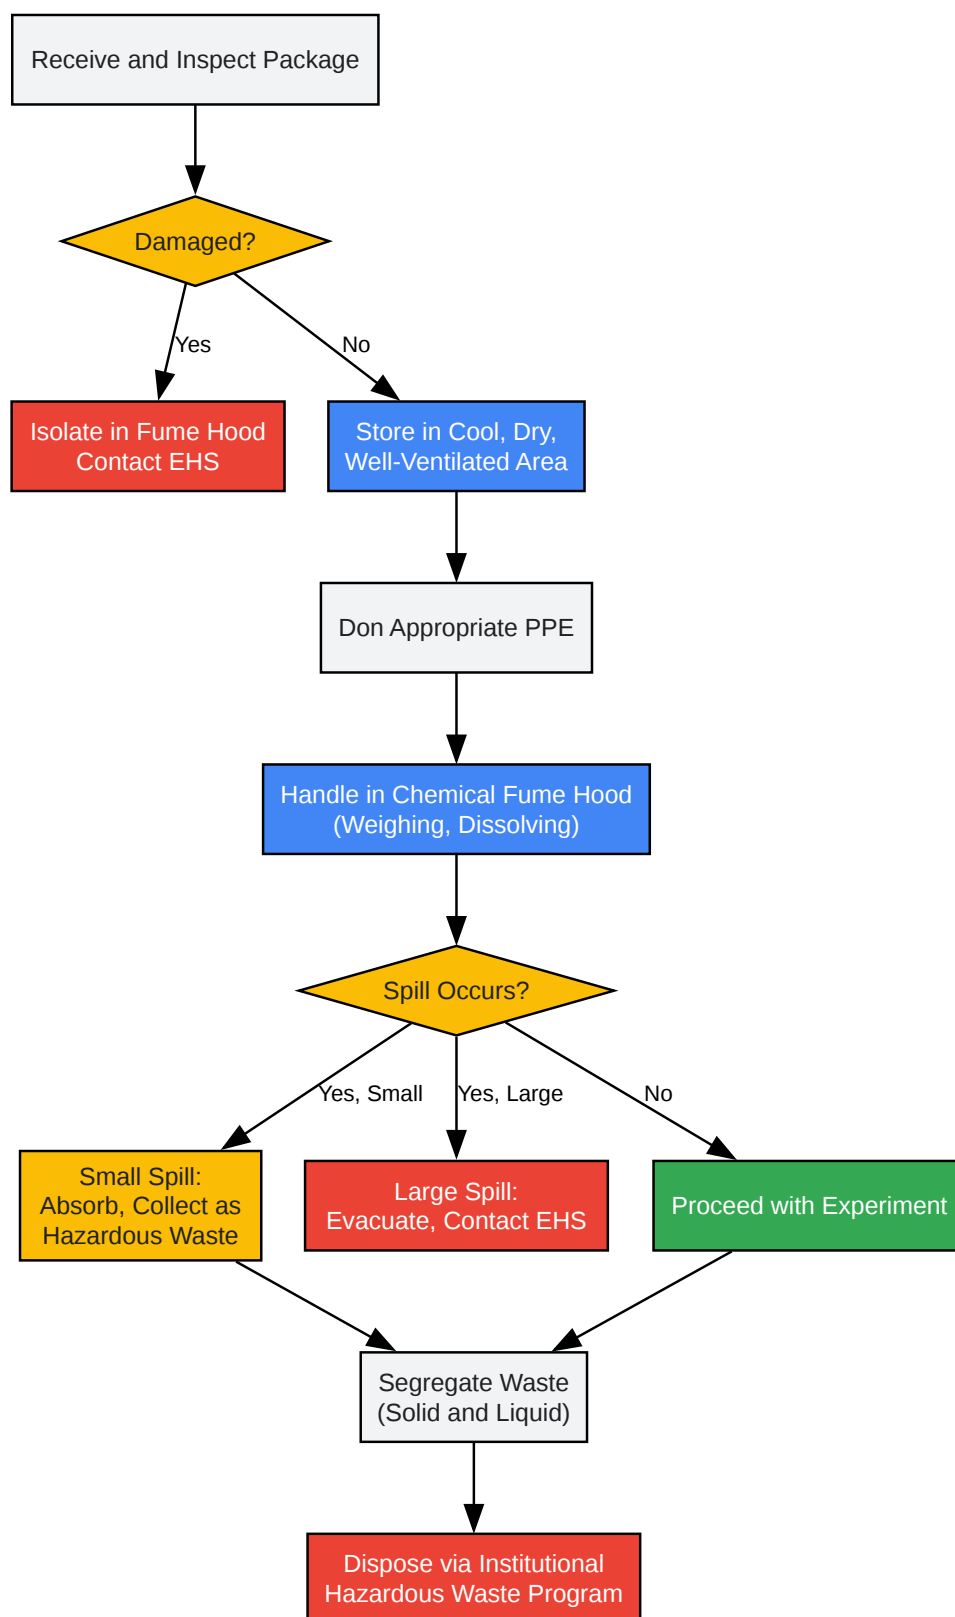 Receive and Inspect Package
Damaged?
Yes
No
Isolate in Fume Hood
Contact EHS
Store in Cool, Dry,
Well-Ventilated Area
Don Appropriate PPE
Handle in Chemical Fume Hood
(Weighing, Dissolving)
Spill Occurs?
Yes, Small
Yes, Large
No
Small Spill:
Absorb, Collect as
Hazardous Waste
Large Spill:
Evacuate, Contact EHS
Proceed with Experiment
Segregate Waste
(Solid and Liquid)
Dispose via Institutional
Hazardous Waste Program